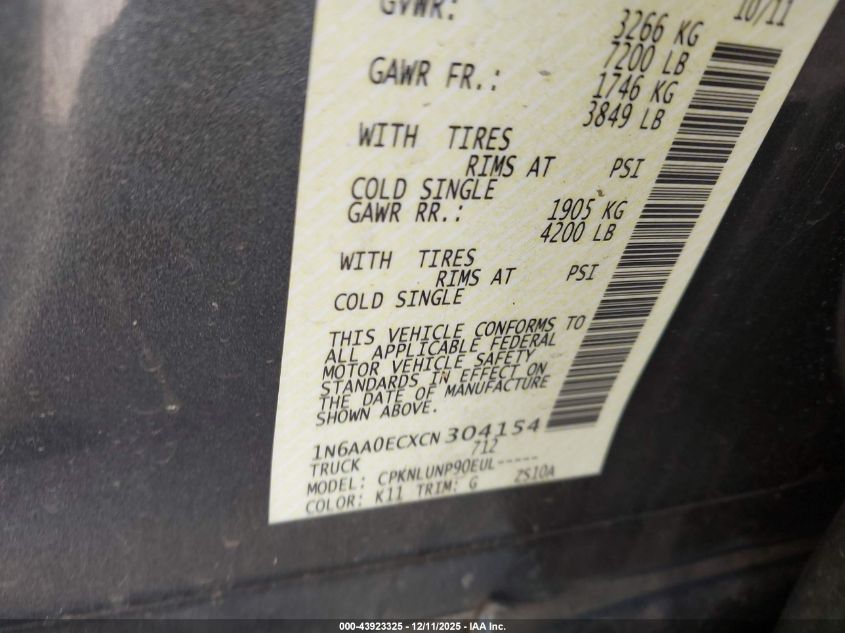 GVWR: 10/11
3266 KG
7200 LB
GAWR FR.: 1746 KG
3849 LB
WITH TIRES
RIMS AT PSI
COLD SINGLE
GAWR RR.: 1905 KG
4200 LB
WITH TIRES
RIMS AT PSI
COLD SINGLE
THIS VEHICLE CONFORMS TO
ALL APPLICABLE FEDERAL
MOTOR VEHICLE SAFETY
STANDARDS IN EFFECT ON
THE DATE OF MANUFACTURE
SHOWN ABOVE.
1N6AA0ECXCN304154
TRUCK 712
MODEL: CPKNLUNP90EUL-----
COLOR: K11 TRIM: G ZS10A
000-43923325 - 12/11/2025 - IAA Inc.